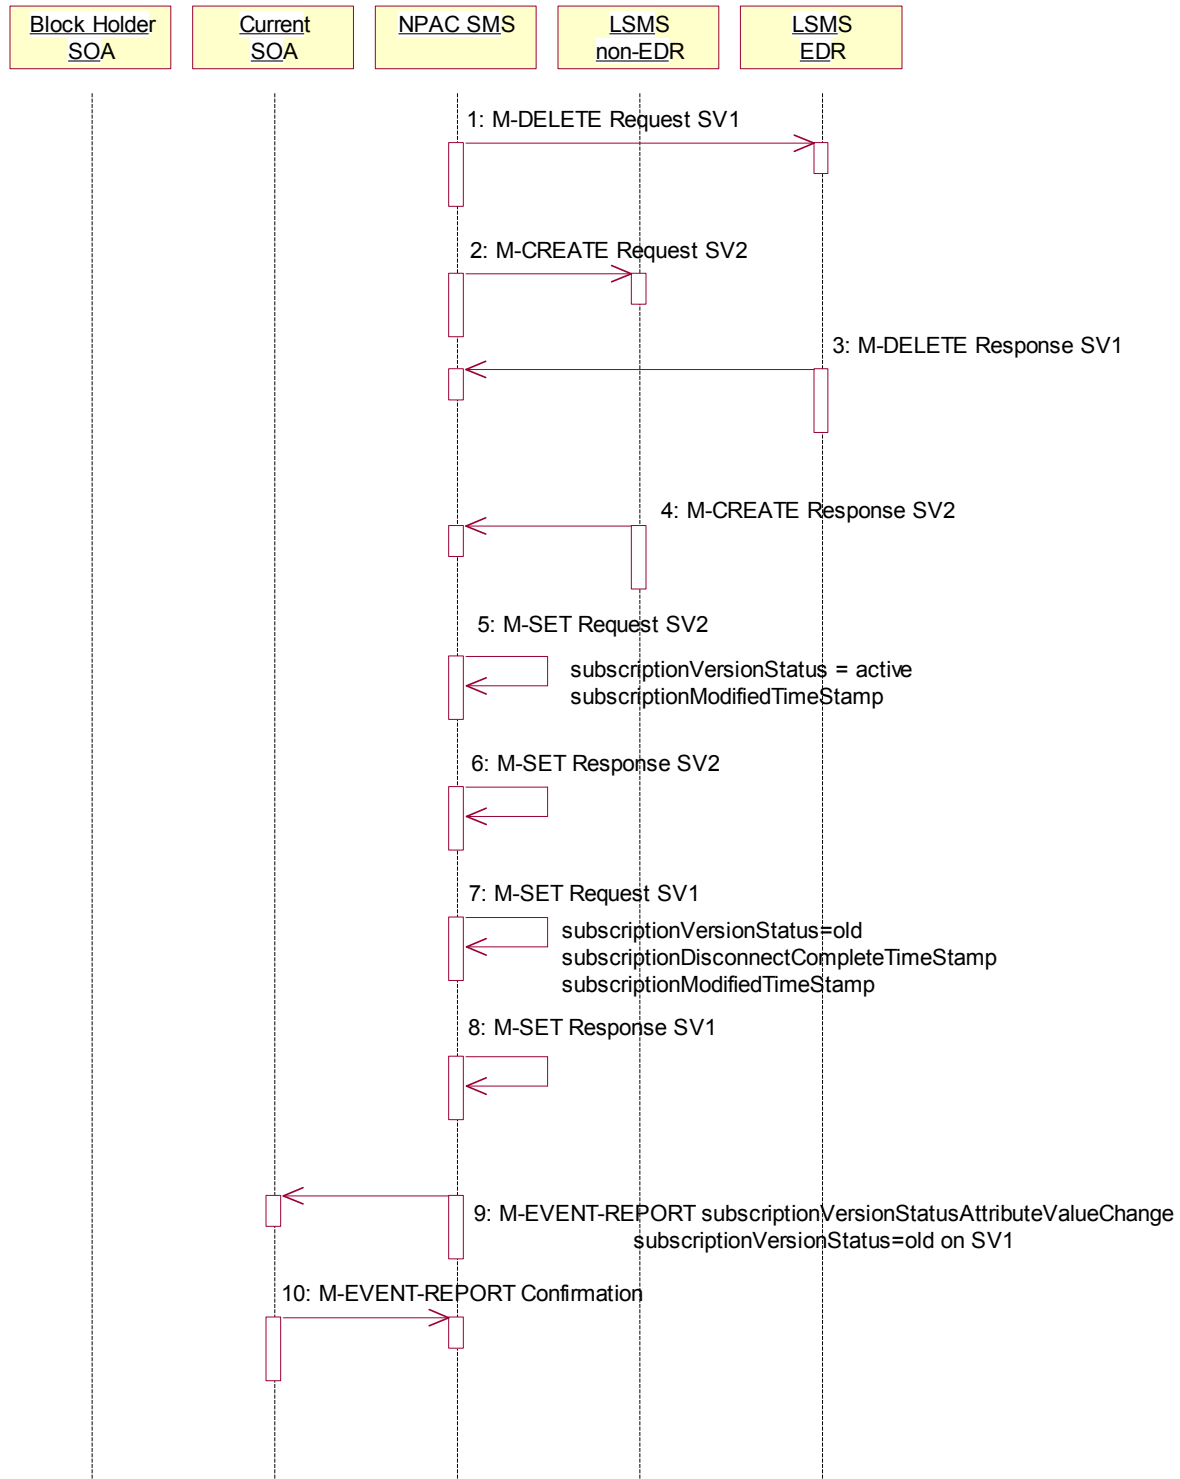 Block Holder
SOA
Current
SOA
NPAC SMS
LSMS
non-EDR
LSMS
EDR
1: M-DELETE Request SV1
2: M-CREATE Request SV2
3: M-DELETE Response SV1
4: M-CREATE Response SV2
5: M-SET Request SV2
subscriptionVersionStatus = active
subscriptionModifiedTimeStamp
6: M-SET Response SV2
7: M-SET Request SV1
subscriptionVersionStatus=old
subscriptionDisconnectCompleteTimeStamp
subscriptionModifiedTimeStamp
8: M-SET Response SV1
9: M-EVENT-REPORT subscriptionVersionStatusAttributeValueChange
subscriptionVersionStatus=old on SV1
10: M-EVENT-REPORT Confirmation